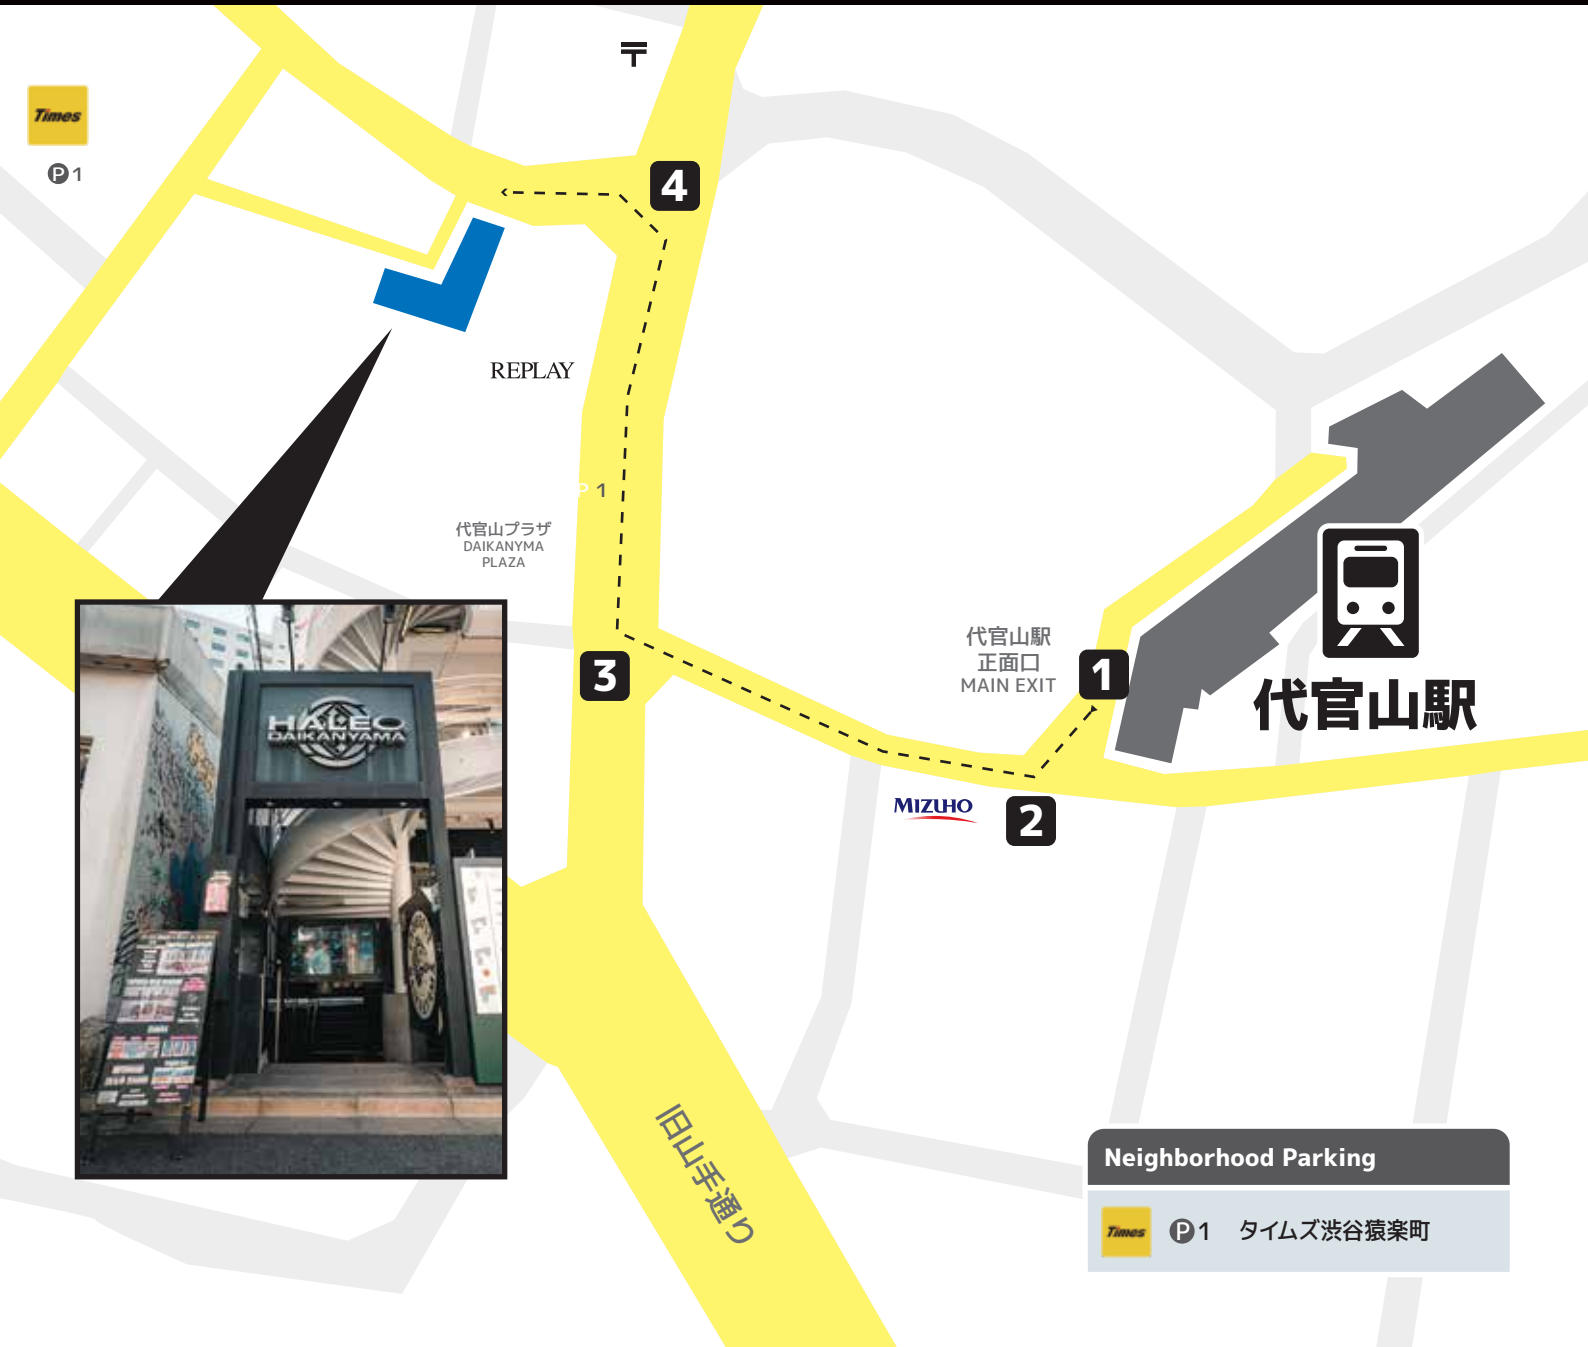 〒
Times
P 1
4
REPLAY
P 1
代官山プラザ
DAIKANYMA
PLAZA
3
代官山駅
正面口
MAIN EXIT
1
代官山駅
MIZUHO
2
HALEO
DAIKANYAMA
旧山手通り
Neighborhood Parking
Times P 1 タイムズ渋谷猿楽町